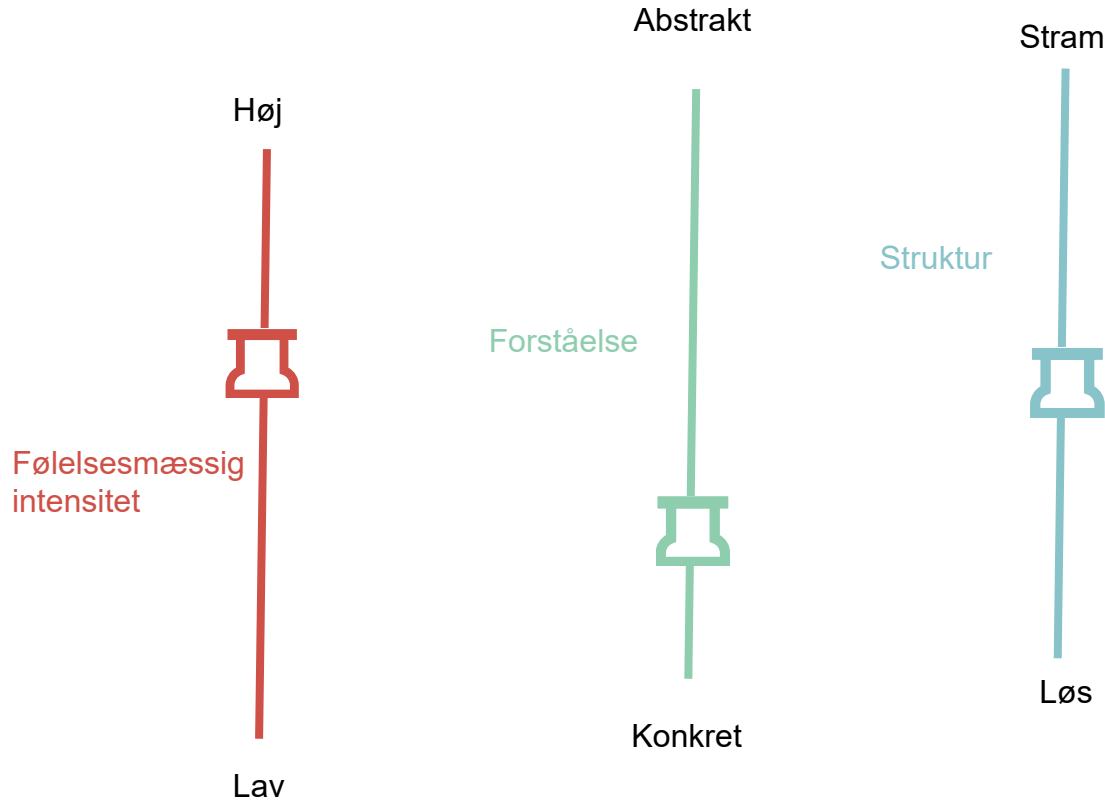 Høj
Følelsesmæssig
intensitet
Lav
Abstrakt
Forståelse
Konkret
Stram
Struktur
Løs